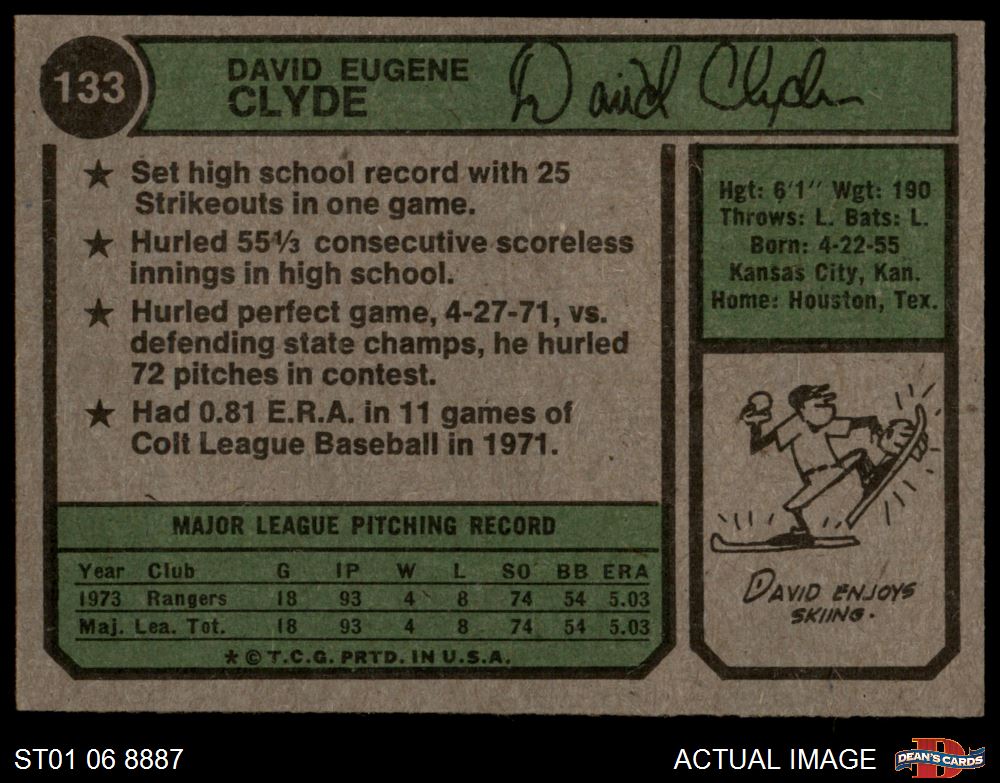 133
DAVID EUGENE
CLYDE
David Clyde
★ Set high school record with 25
Strikeouts in one game.
★ Hurled 55⅓ consecutive scoreless
innings in high school.
★ Hurled perfect game, 4-27-71, vs.
defending state champs, he hurled
72 pitches in contest.
★ Had 0.81 E.R.A. in 11 games of
Colt League Baseball in 1971.
MAJOR LEAGUE PITCHING RECORD
Year Club G IP W L SO BB ERA
1973 Rangers 18 93 4 8 74 54 5.03
Maj. Lea. Tot. 18 93 4 8 74 54 5.03
* © T.C.G. PRTD. IN U.S.A.
Hgt: 6'1" Wgt: 190
Throws: L. Bats: L.
Born: 4-22-55
Kansas City, Kan.
Home: Houston, Tex.
DAVID ENJOYS
SKIING.
ST01 06 8887
ACTUAL IMAGE
D
DEAN'S CARDS